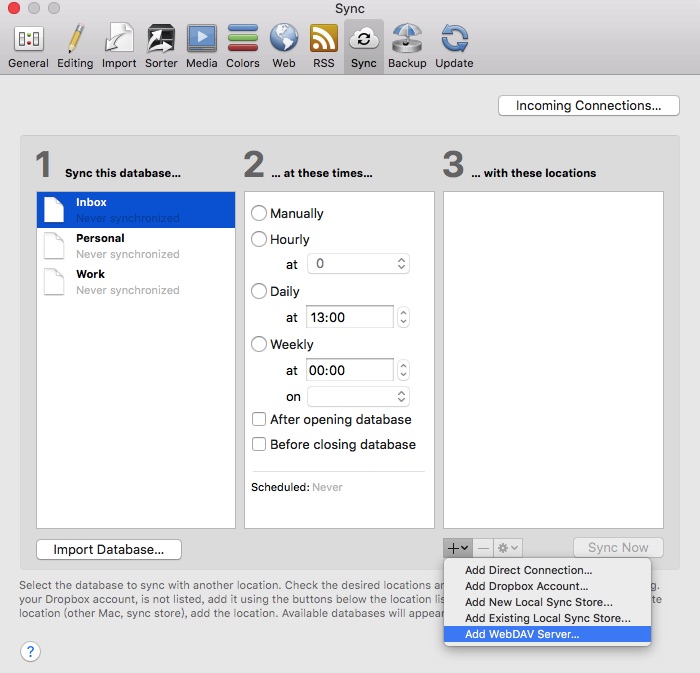 Sync
General Editing Import Sorter Media Colors Web RSS Sync Backup Update
Incoming Connections...
1 Sync this database...
Inbox
Never synchronized
Personal
Never synchronized
Work
Never synchronized
Import Database...
2 ... at these times...
Manually
Hourly
at 0
Daily
at 13:00
Weekly
at 00:00
on
After opening database
Before closing database
Scheduled: Never
3 ... with these locations
Sync Now
Add Direct Connection...
Add Dropbox Account...
Add New Local Sync Store...
Add Existing Local Sync Store...
Add WebDAV Server...
Select the database to sync with another location. Check the desired locations
your Dropbox account, is not listed, add it using the buttons below the location
location (other Mac, sync store), add the location. Available databases will
?